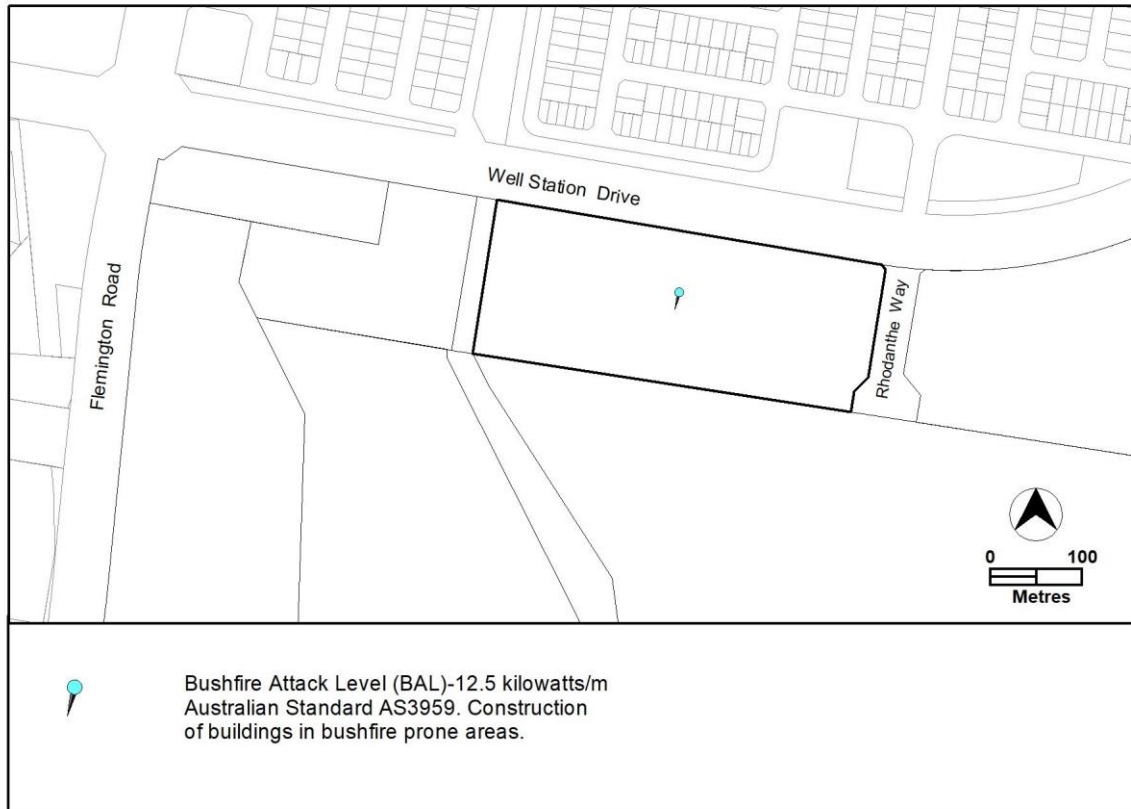 Well Station Drive
Flemington Road
Rhodanthe Way
0 100
Metres
Bushfire Attack Level (BAL)-12.5 kilowatts/m
Australian Standard AS3959. Construction
of buildings in bushfire prone areas.